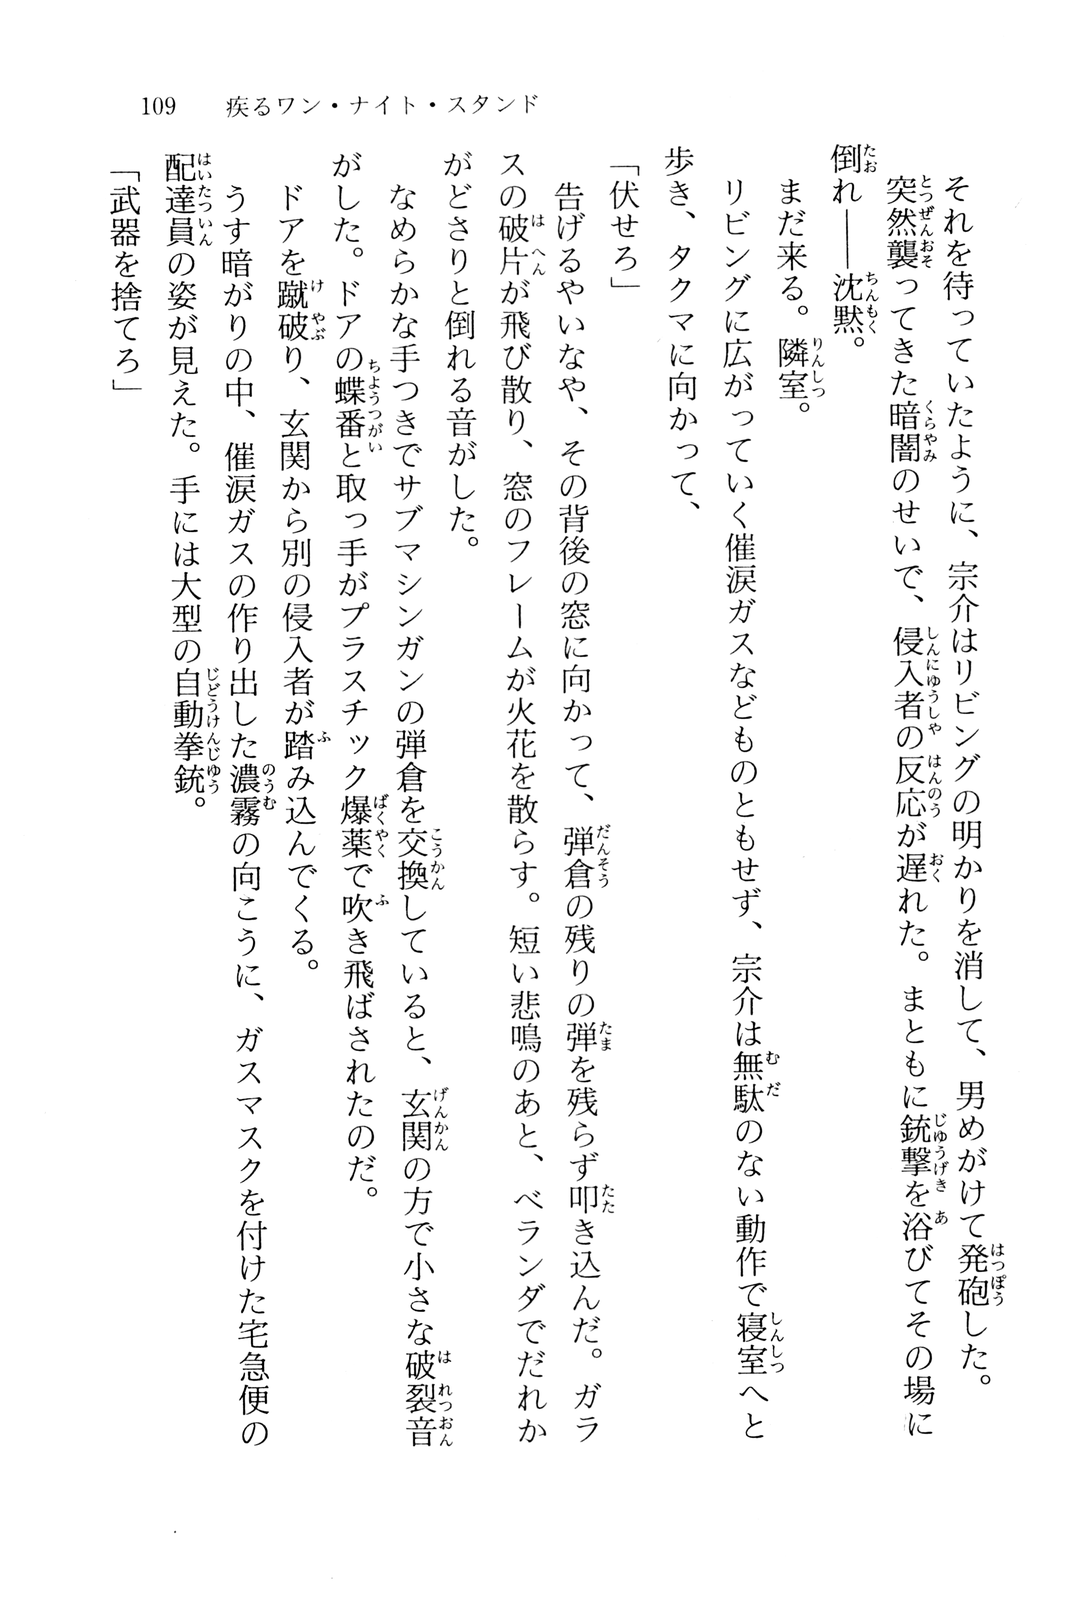 109　疾るワン・ナイト・スタンド
　それを待っていたように、宗介はリビングの明かりを消して、男めがけて発砲した。
　突然襲ってきた暗闇のせいで、侵入者の反応が遅れた。まともに銃撃を浴びてその場に
倒れ――沈黙。
　まだ来る。隣室。
　リビングに広がっていく催涙ガスなどものともせず、宗介は無駄のない動作で寝室へと
歩き、タクマに向かって、
「伏せろ」
　告げるやいなや、その背後の窓に向かって、弾倉の残りの弾を残らず叩き込んだ。ガラ
スの破片が飛び散り、窓のフレームが火花を散らす。短い悲鳴のあと、ベランダでだれか
がどさりと倒れる音がした。
　なめらかな手つきでサブマシンガンの弾倉を交換していると、玄関の方で小さな破裂音
がした。ドアの蝶番と取っ手がプラスチック爆薬で吹き飛ばされたのだ。
　ドアを蹴破り、玄関から別の侵入者が踏み込んでくる。
　うす暗がりの中、催涙ガスの作り出した濃霧の向こうに、ガスマスクを付けた宅急便の
配達員の姿が見えた。手には大型の自動拳銃。
「武器を捨てろ」